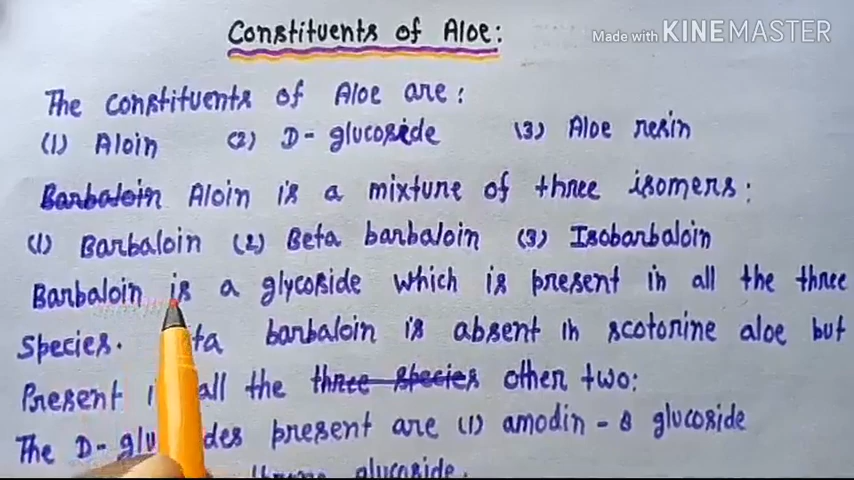 Constituents of Aloe:
Made with KINEMASTER
The constituents of Aloe are:
(1) Aloin (2) D-glucoside (3) Aloe resin
Barbaloin Aloin is a mixture of three isomers:
(1) Barbaloin (2) Beta barbaloin (3) Isobarbaloin
Barbaloin is a glycoside which is present in all the three
Species. barbaloin is absent in scotorine aloe but
Present all the three species other two:
The present are (1) amodin - glucoside
glucoside.